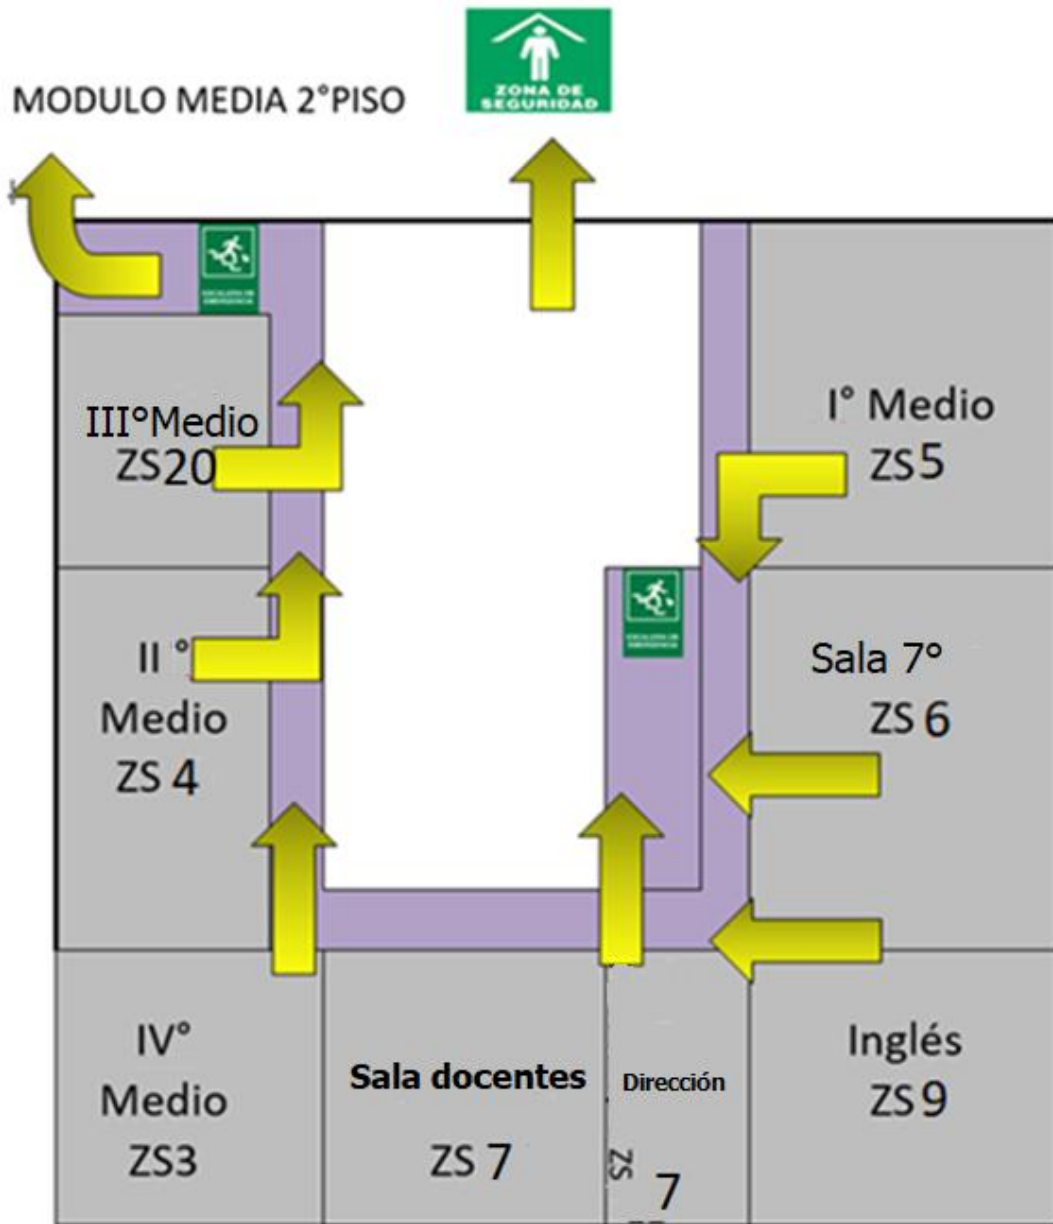 ZONA DE
SEGURIDAD
MODULO MEDIA 2°PISO
III°Medio
ZS20
I° Medio
ZS5
II °
Medio
ZS 4
Sala 7°
ZS 6
IV°
Medio
ZS3
Sala docentes
ZS 7
Dirección
ZS
7
Inglés
ZS9